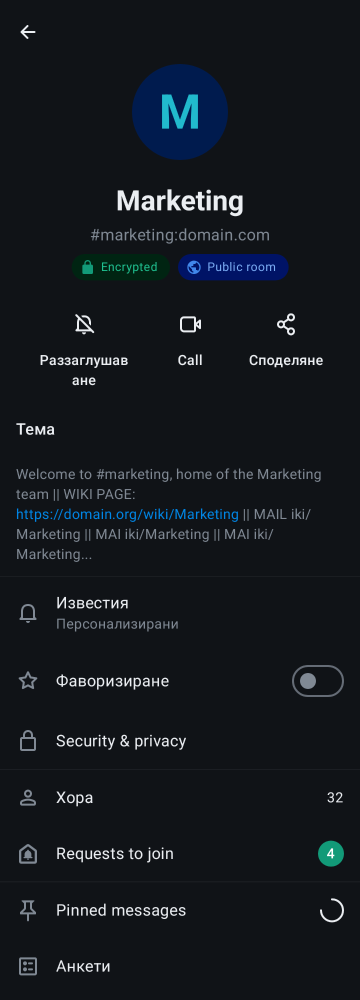 M
Marketing
#marketing:domain.com
Encrypted
Public room
Раззаглушав
ане
Call
Споделяне
Тема
Welcome to #marketing, home of the Marketing
team || WIKI PAGE:
https://domain.org/wiki/Marketing || MAIL iki/
Marketing || MAI iki/Marketing || MAI iki/
Marketing...
Известия
Персонализирани
Фаворизиране
Security & privacy
Хора
32
Requests to join
4
Pinned messages
Анкети